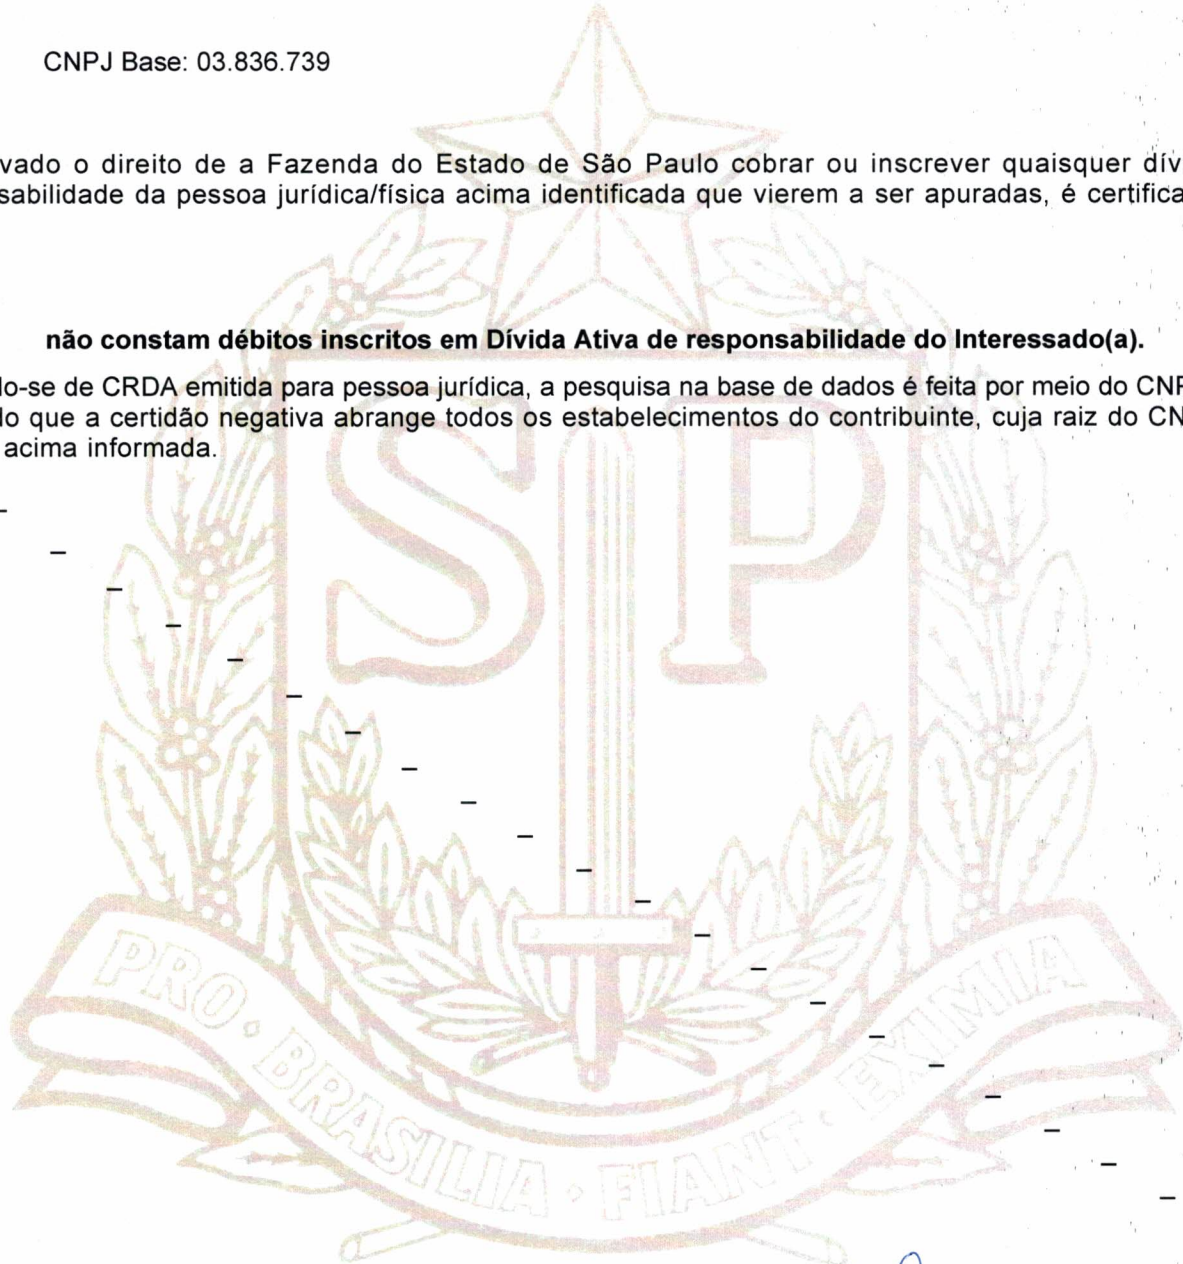 CNPJ Base: 03.836.739
vado o direito de a Fazenda do Estado de São Paulo cobrar ou inscrever quaisquer dív
sabilidade da pessoa jurídica/física acima identificada que vierem a ser apuradas, é certifica
não constam débitos inscritos em Dívida Ativa de responsabilidade do Interessado(a).
do-se de CRDA emitida para pessoa jurídica, a pesquisa na base de dados é feita por meio do CNP
do que a certidão negativa abrange todos os estabelecimentos do contribuinte, cuja raiz do CN
acima informada.
SP
PRO BRASILIA FIANT EXIMIA